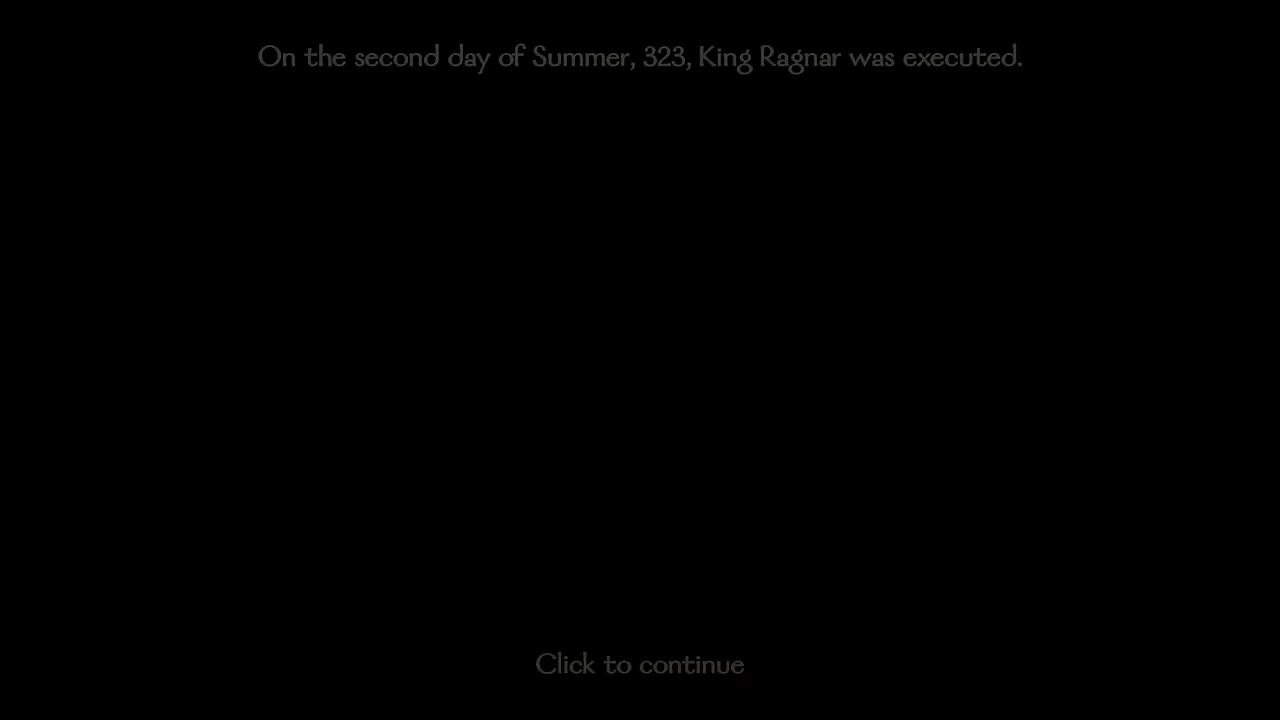 On the second day of Summer, 323, King Ragnar was executed.
Click to continue